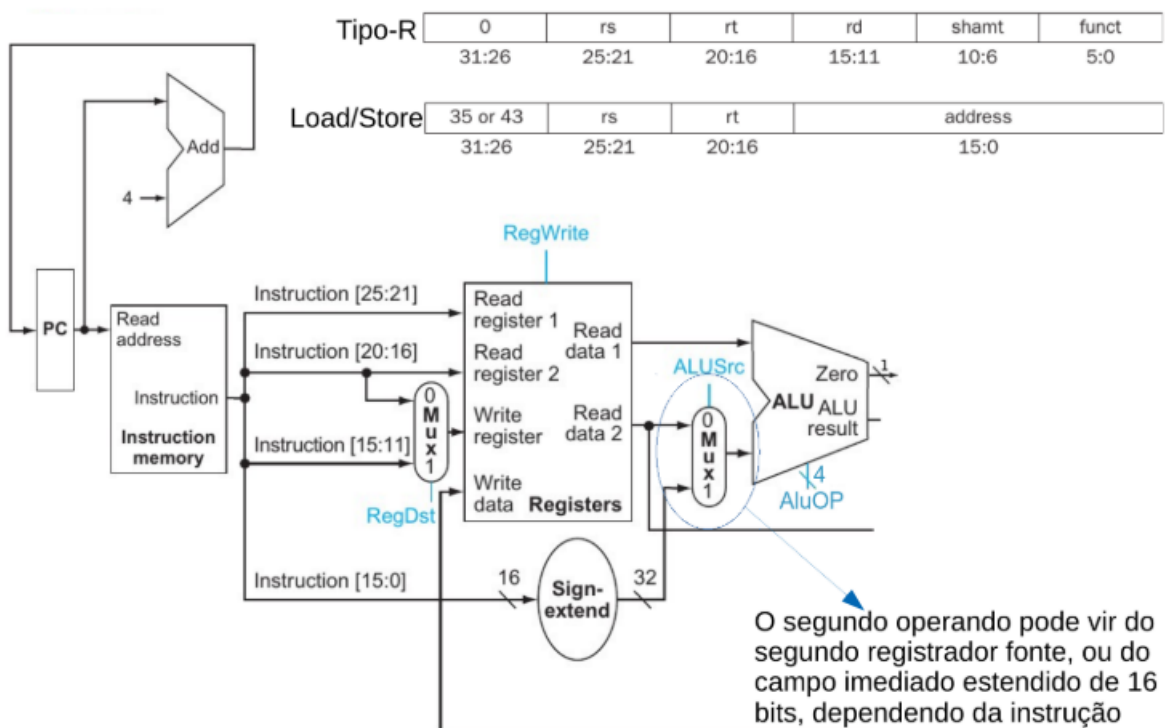 Tipo-R 0 rs rt rd shamt funct
31:26 25:21 20:16 15:11 10:6 5:0
Load/Store 35 or 43 rs rt address
31:26 25:21 20:16 15:0
Add
4
PC
Read
address
Instruction
Instruction
memory
Instruction [25:21]
Instruction [20:16]
Instruction [15:11]
Instruction [15:0]
0
M
u
x
1
RegDst
RegWrite
Read
register 1
Read
register 2
Write
register
Write
data
Read
data 1
Read
data 2
Registers
16
Sign-
extend
32
ALUSrc
0
M
u
x
1
Zero
1
ALU
ALU
result
4
AluOP
O segundo operando pode vir do
segundo registrador fonte, ou do
campo imediado estendido de 16
bits, dependendo da instrução